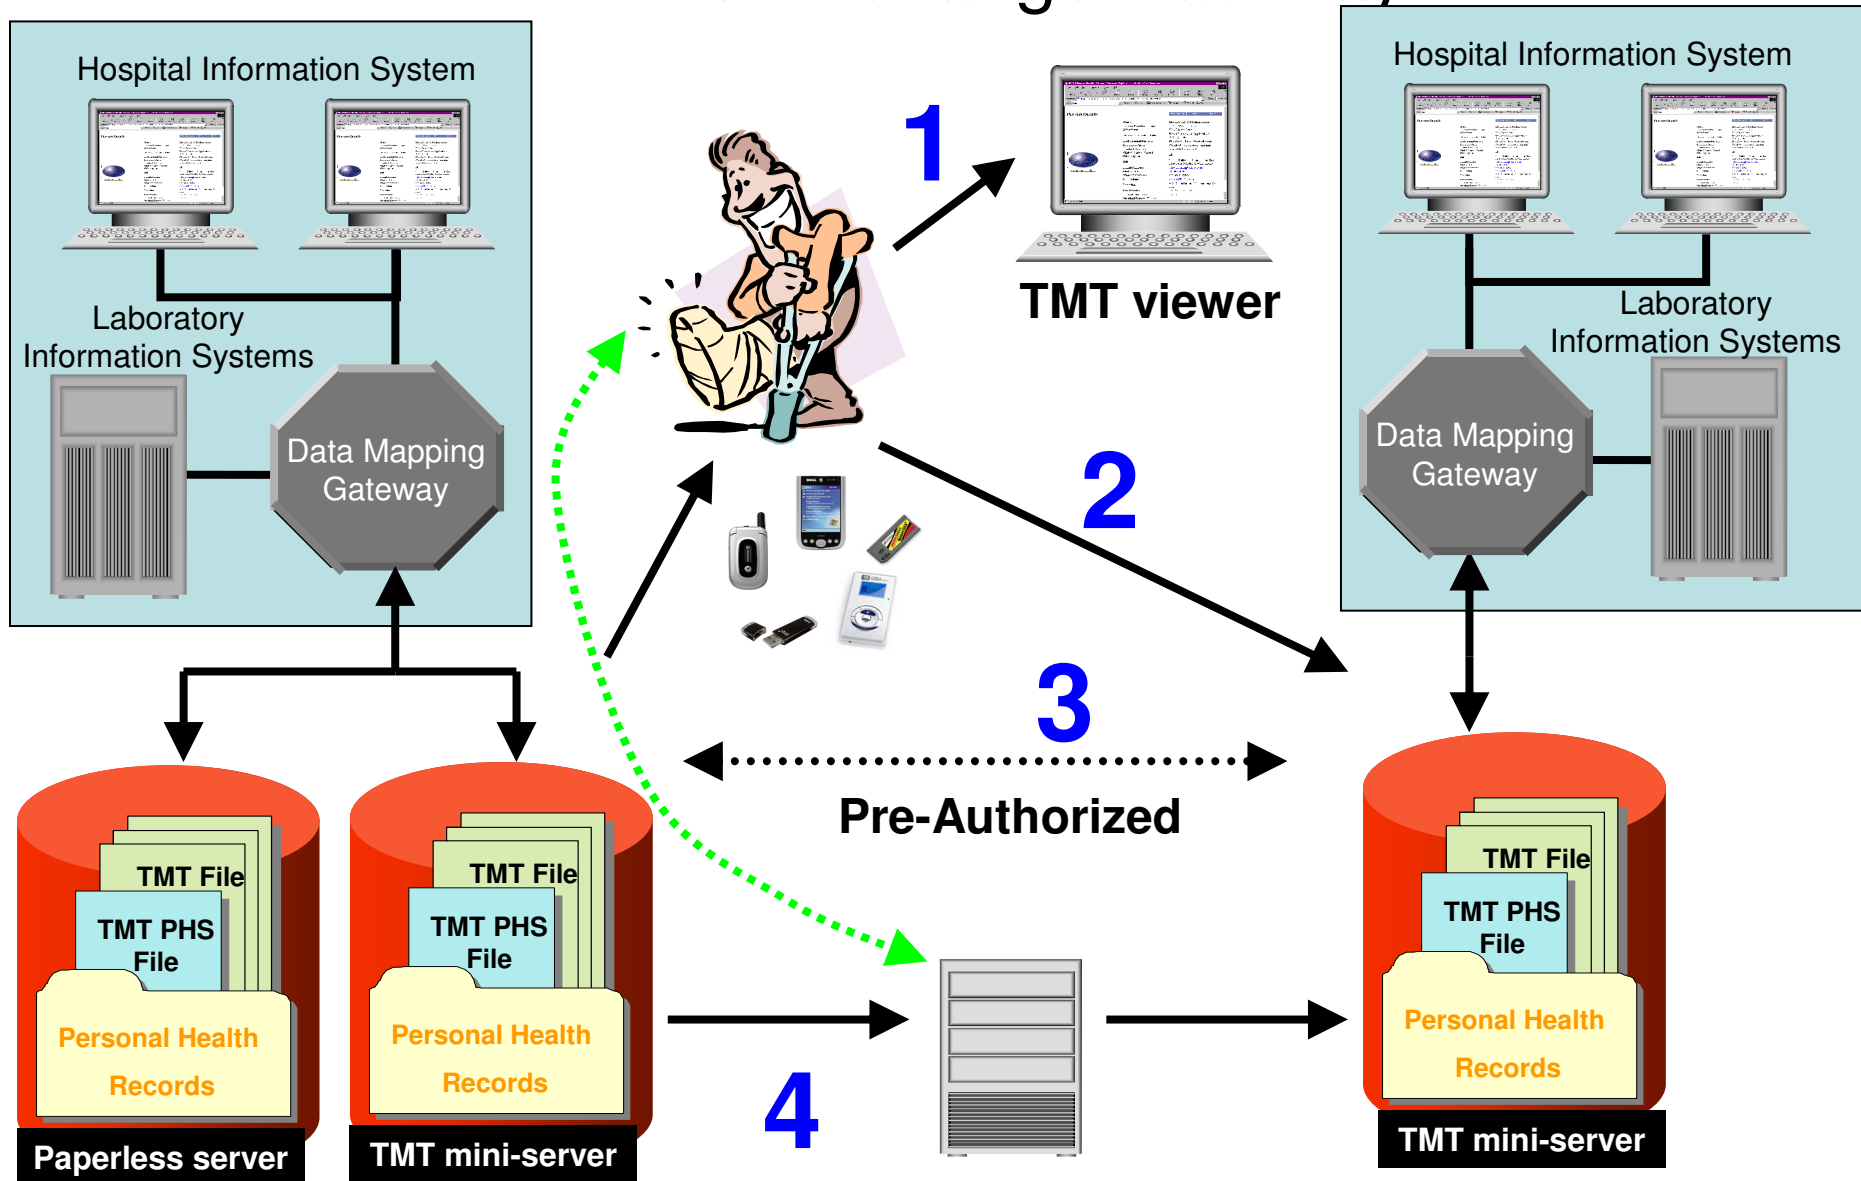 Hospital Information System
Laboratory
Information Systems
Data Mapping
Gateway
1
TMT viewer
2
3
Pre-Authorized
4
Hospital Information System
Laboratory
Information Systems
Data Mapping
Gateway
TMT File
TMT PHS
File
Personal Health
Records
Paperless server
TMT File
TMT PHS
File
Personal Health
Records
TMT mini-server
TMT File
TMT PHS
File
Personal Health
Records
TMT mini-server